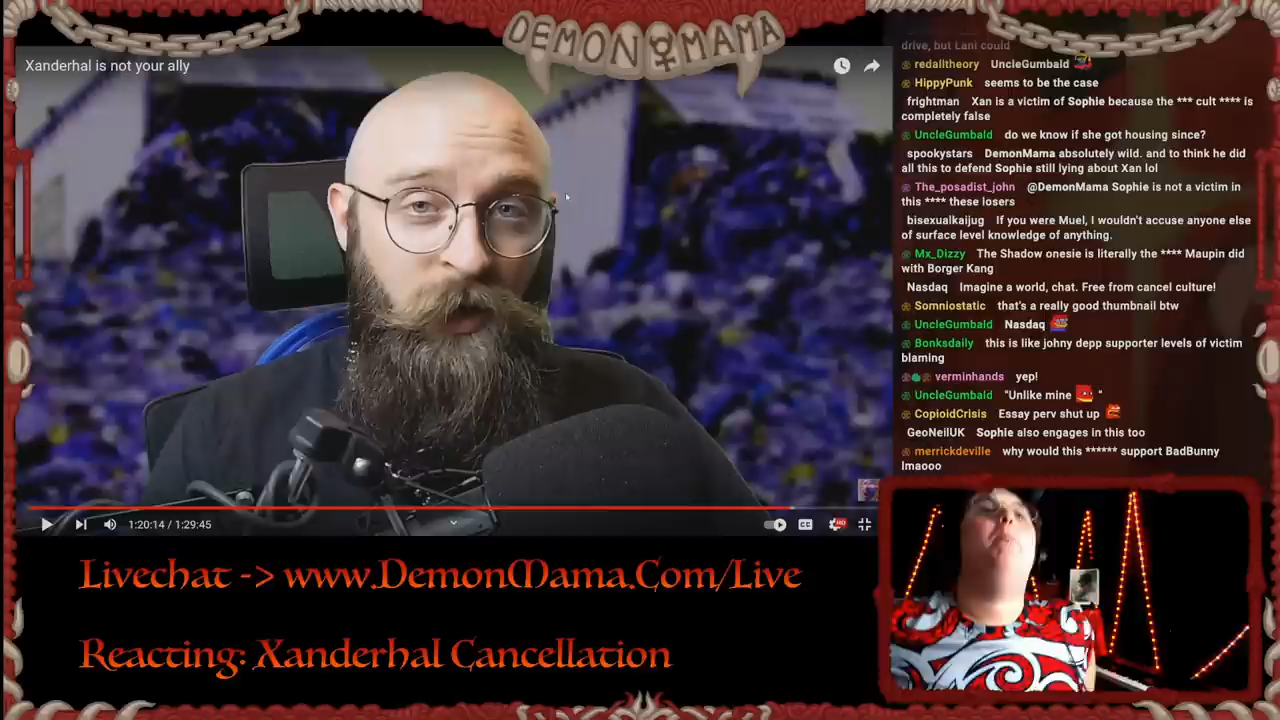 DEMON MAMA
Xanderhal is not your ally
drive, but Lani could
redalltheory UncleGumbald
HippyPunk seems to be the case
frightman Xan is a victim of Sophie because the *** cult **** is
completely false
UncleGumbald do we know if she got housing since?
spookystars DemonMama absolutely wild. and to think he did
all this to defend Sophie still lying about Xan lol
The_posadist_john @DemonMama Sophie is not a victim in
this **** these losers
bisexualkaijug If you were Muel, I wouldn't accuse anyone else
of surface level knowledge of anything.
Mx_Dizzy The Shadow onesie is literally the **** Maupin did
with Borger Kang
Nasdaq Imagine a world, chat. Free from cancel culture!
Somniostatic that's a really good thumbnail btw
UncleGumbald Nasdaq
Bonksdaily this is like johny depp supporter levels of victim
blaming
verminhands yep!
UncleGumbald "Unlike mine "
CopioidCrisis Essay perv shut up
GeoNeilUK Sophie also engages in this too
merrickdeville why would this ****** support BadBunny
lmaooo
1:20:14 / 1:29:45
CC
HD
Livechat -> www.DemonMama.Com/Live
Reacting: Xanderhal Cancellation